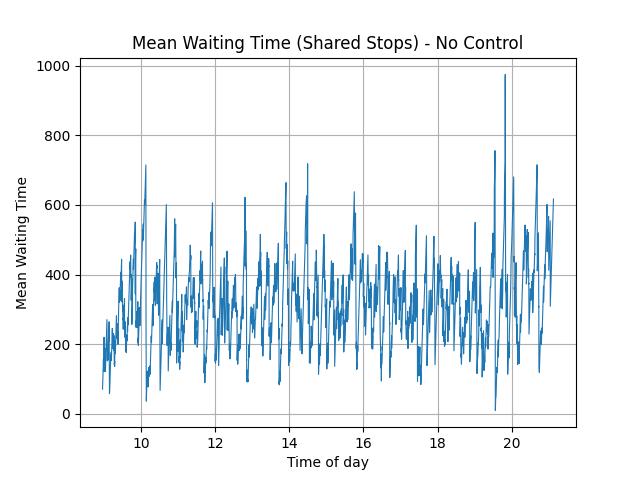 Mean Waiting Time (Shared Stops) - No Control
1000
800
600
400
200
0
Mean Waiting Time
10 12 14 16 18 20
Time of day